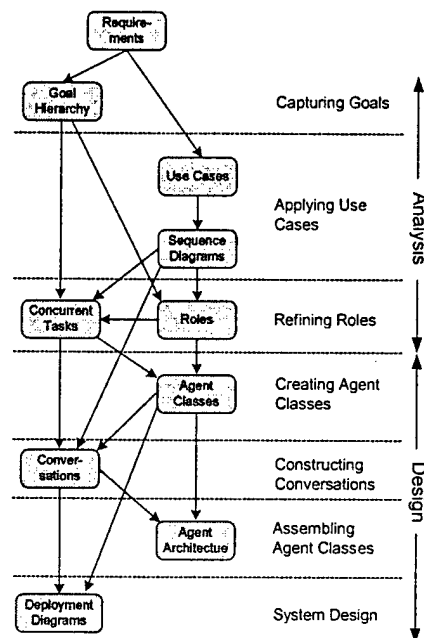 Require-
ments
Goal
Hierarchy
Capturing Goals
Use Cases
Applying Use
Cases
Sequence
Diagrams
Analysis
Concurrent
Tasks
Roles
Refining Roles
Agent
Classes
Creating Agent
Classes
Conver-
sations
Constructing
Conversations
Design
Agent
Architectue
Assembling
Agent Classes
Deployment
Diagrams
System Design